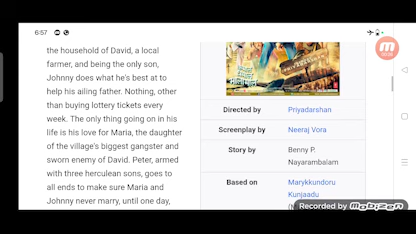 6:57
the household of David, a local
farmer, and being the only son,
Johnny does what he's best at to
help his ailing father. Nothing, other
than buying lottery tickets every
week. The only thing going on in his
life is his love for Maria, the daughter
of the village's biggest gangster and
sworn enemy of David. Peter, armed
with three herculean sons, goes to
all ends to make sure Maria and
Johnny never marry, until one day,
Directed by Priyadarshan
Screenplay by Neeraj Vora
Story by Benny P.
Nayarambalam
Based on Marykkundoru
Kunjaadu
Recorded by Mobizen